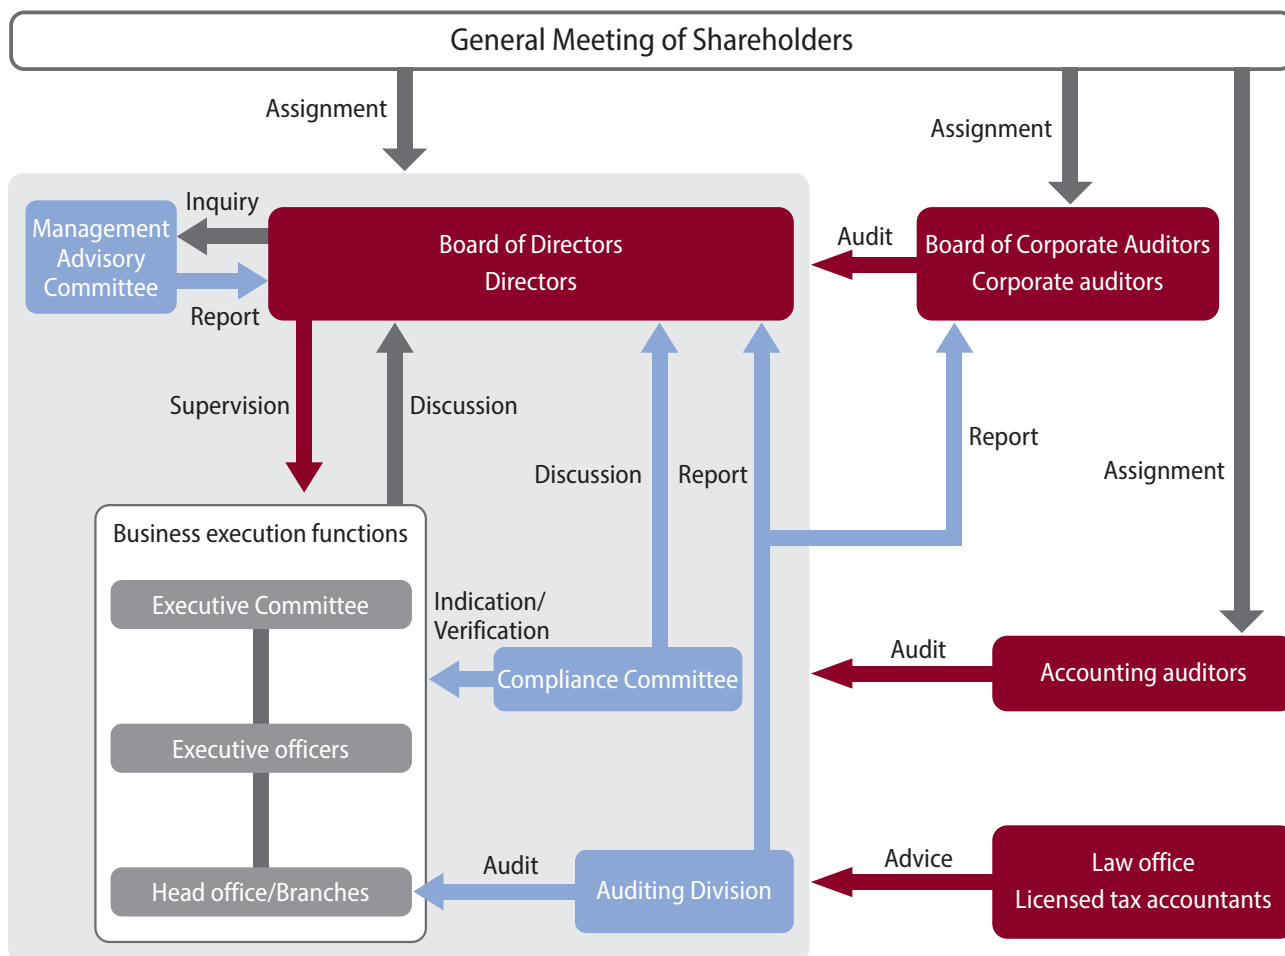 General Meeting of Shareholders
Assignment
Assignment
Inquiry
Management
Advisory
Committee
Report
Board of Directors
Directors
Audit
Board of Corporate Auditors
Corporate auditors
Supervision
Discussion
Discussion
Report
Report
Assignment
Business execution functions
Executive Committee
Indication/
Verification
Compliance Committee
Audit
Accounting auditors
Executive officers
Head office/Branches
Audit
Auditing Division
Advice
Law office
Licensed tax accountants